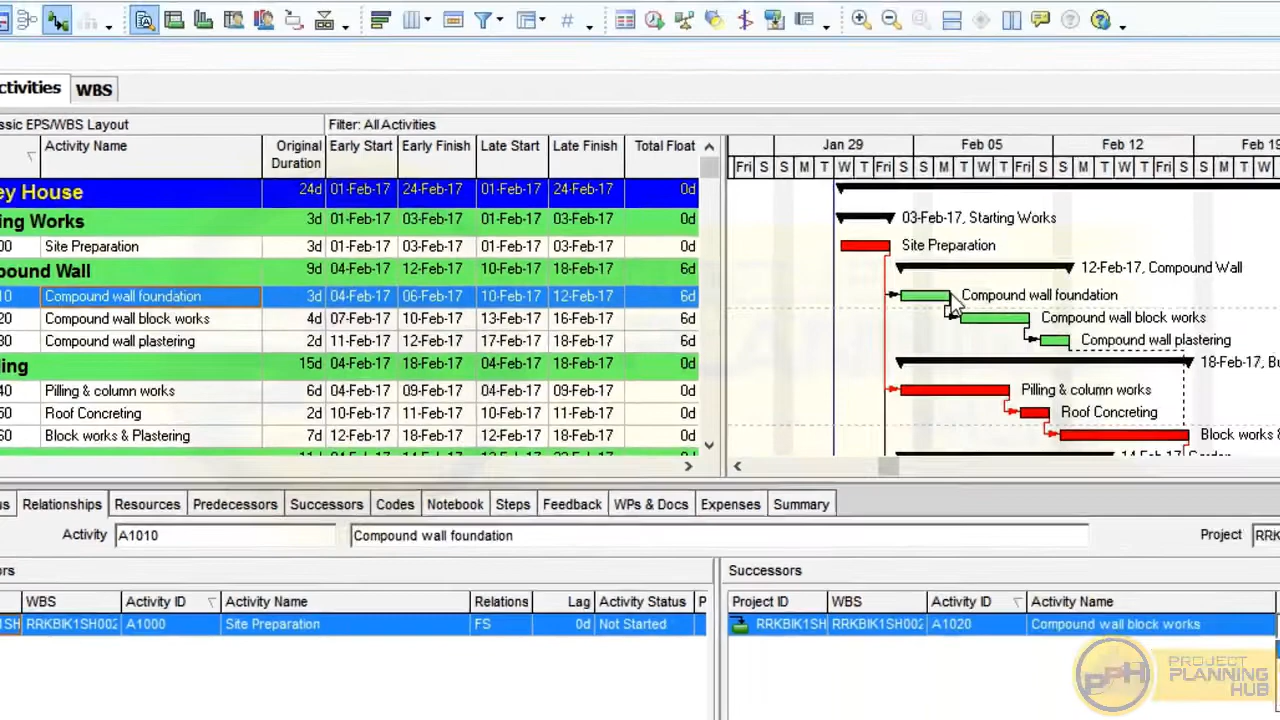 ctivities WBS
ssic EPS/WBS Layout Filter: All Activities
Activity Name Original Duration Early Start Early Finish Late Start Late Finish Total Float
Jan 29 Feb 05 Feb 12 Feb 19
Fri S S M T W T Fri S S M T W T Fri S S M T W T Fri S S M T
ey House 24d 01-Feb-17 24-Feb-17 01-Feb-17 24-Feb-17 0d
ing Works 3d 01-Feb-17 03-Feb-17 01-Feb-17 03-Feb-17 0d 03-Feb-17, Starting Works
00 Site Preparation 3d 01-Feb-17 03-Feb-17 01-Feb-17 03-Feb-17 0d Site Preparation
pound Wall 9d 04-Feb-17 12-Feb-17 10-Feb-17 18-Feb-17 6d 12-Feb-17, Compound Wall
10 Compound wall foundation 3d 04-Feb-17 06-Feb-17 10-Feb-17 12-Feb-17 6d Compound wall foundation
20 Compound wall block works 4d 07-Feb-17 10-Feb-17 13-Feb-17 16-Feb-17 6d Compound wall block works
30 Compound wall plastering 2d 11-Feb-17 12-Feb-17 17-Feb-17 18-Feb-17 6d Compound wall plastering
ling 15d 04-Feb-17 18-Feb-17 04-Feb-17 18-Feb-17 0d 18-Feb-17, Bu
40 Pilling & column works 6d 04-Feb-17 09-Feb-17 04-Feb-17 09-Feb-17 0d Pilling & column works
50 Roof Concreting 2d 10-Feb-17 11-Feb-17 10-Feb-17 11-Feb-17 0d Roof Concreting
60 Block works & Plastering 7d 12-Feb-17 18-Feb-17 12-Feb-17 18-Feb-17 0d Block works &
us Relationships Resources Predecessors Successors Codes Notebook Steps Feedback WPs & Docs Expenses Summary
Activity A1010 Compound wall foundation Project RRK
ors Successors
WBS Activity ID Activity Name Relations Lag Activity Status P Project ID WBS Activity ID Activity Name
1SH RRKBIK1SH002 A1000 Site Preparation FS 0d Not Started RRKBIK1SH RRKBIK1SH002 A1020 Compound wall block works
PPH PROJECT
PLANNING
HUB